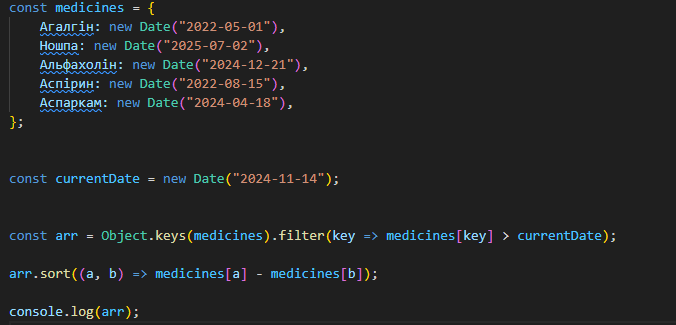 const medicines = {
    Агалгін: new Date("2022-05-01"),
    Ношпа: new Date("2025-07-02"),
    Альфахолін: new Date("2024-12-21"),
    Аспірин: new Date("2022-08-15"),
    Аспаркам: new Date("2024-04-18"),
};
const currentDate = new Date("2024-11-14");
const arr = Object.keys(medicines).filter(key => medicines[key] > currentDate);
arr.sort((a, b) => medicines[a] - medicines[b]);
console.log(arr);